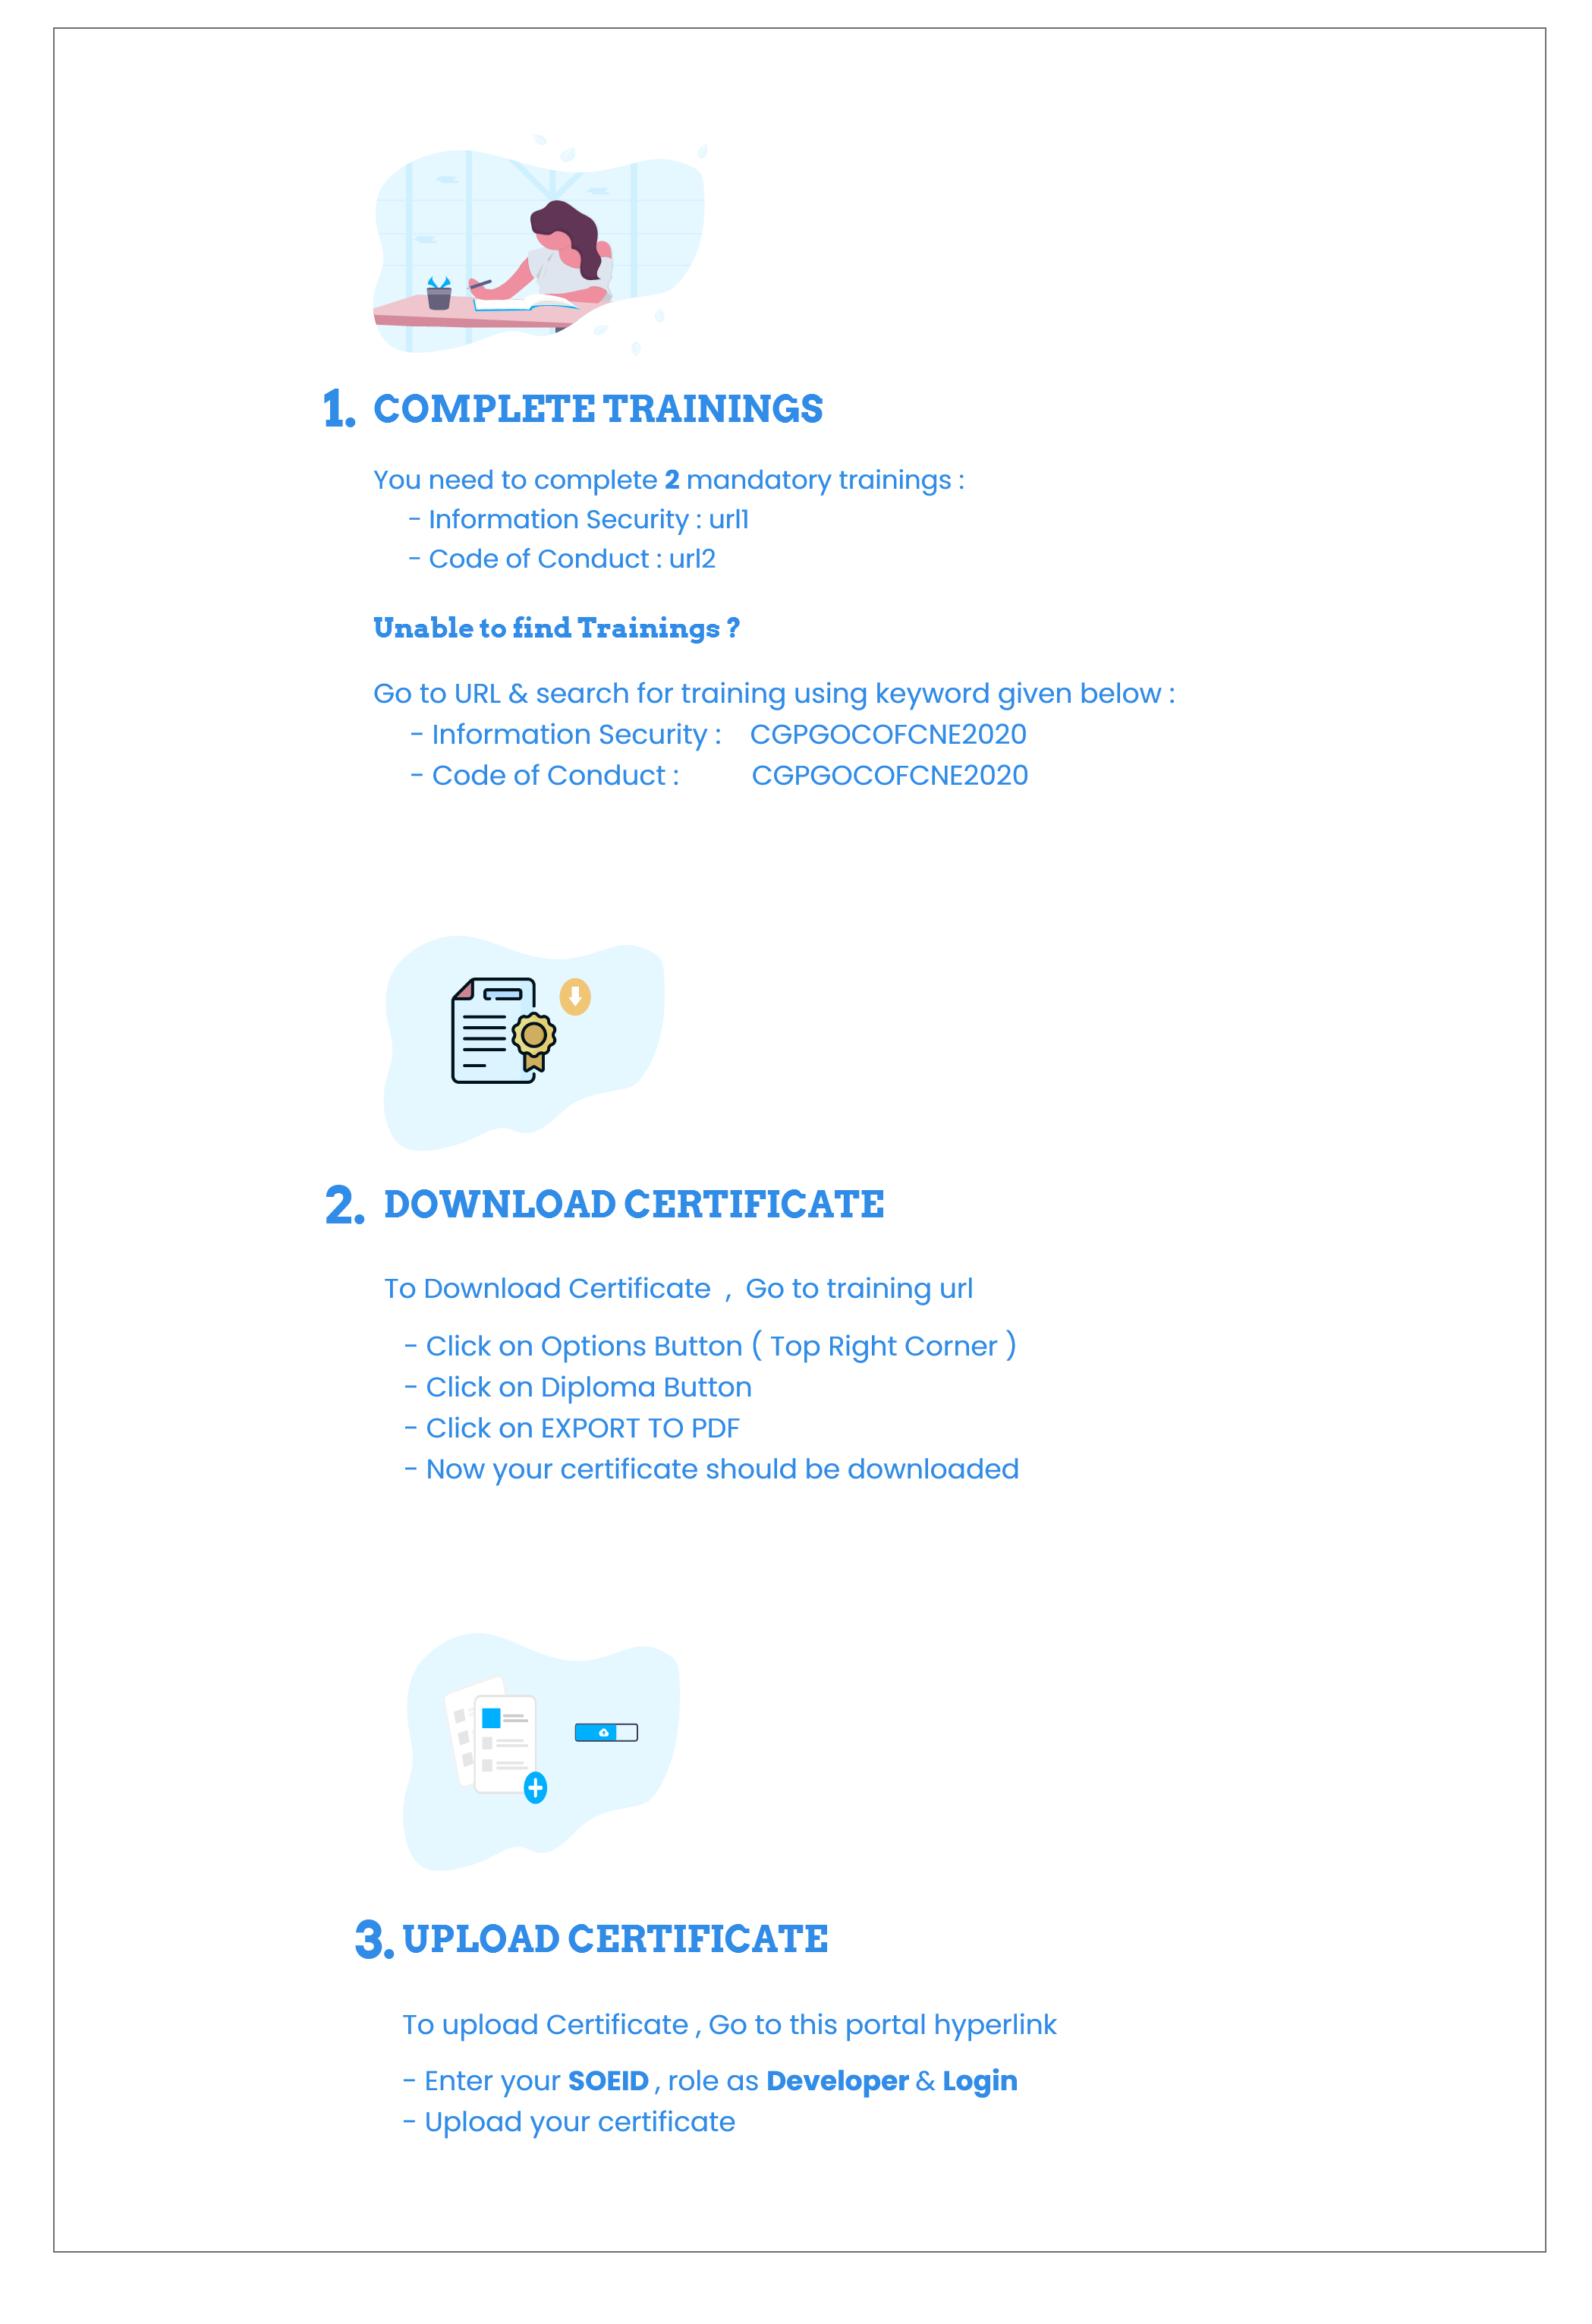 1. COMPLETE TRAININGS
You need to complete 2 mandatory trainings :
- Information Security : url1
- Code of Conduct : url2
Unable to find Trainings ?
Go to URL & search for training using keyword given below :
- Information Security : CGPGOCOFCNE2020
- Code of Conduct : CGPGOCOFCNE2020
2. DOWNLOAD CERTIFICATE
To Download Certificate , Go to training url
- Click on Options Button ( Top Right Corner )
- Click on Diploma Button
- Click on EXPORT TO PDF
- Now your certificate should be downloaded
3. UPLOAD CERTIFICATE
To upload Certificate , Go to this portal hyperlink
- Enter your SOEID , role as Developer & Login
- Upload your certificate